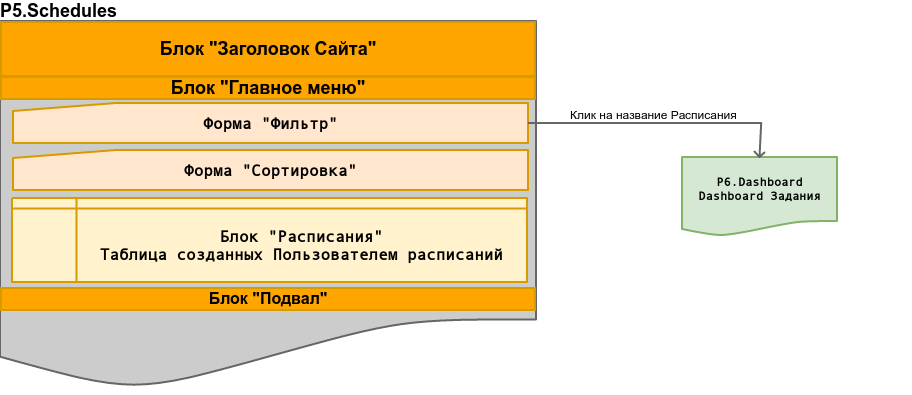 P5.Schedules
Блок "Заголовок Сайта"
Блок "Главное меню"
Форма "Фильтр"
Клик на название Расписания
Форма "Сортировка"
P6.Dashboard
Dashboard Задания
Блок "Расписания"
Таблица созданных Пользователем расписаний
Блок "Подвал"